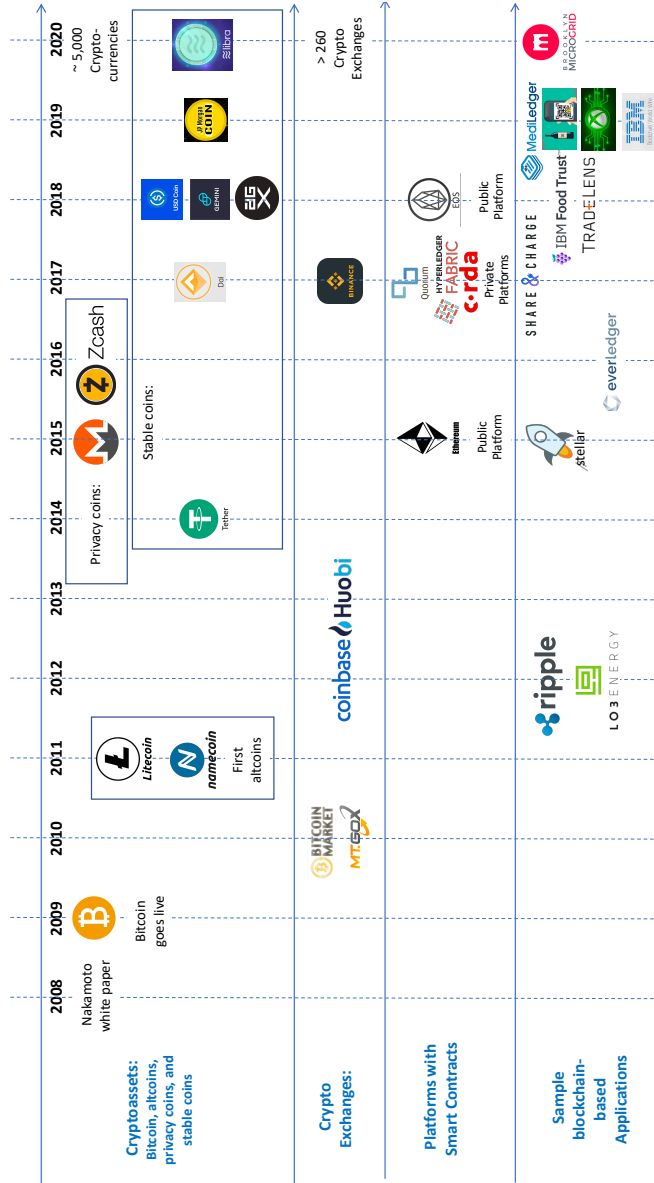 2008
2009
2010
2011
2012
2013
2014
2015
2016
2017
2018
2019
2020
Cryptoassets:
Bitcoin, altcoins,
privacy coins, and
stable coins
Nakamoto
white paper
Bitcoin
goes live
Litecoin
namecoin
First
altcoins
Privacy coins:
Zcash
Stable coins:
Tether
Dai
USD Coin
GEMINI
JP Morgan
COIN
libra
~ 5,000
Crypto-
currencies
Crypto
Exchanges:
BITCOIN
MARKET
MT.GOX
coinbase
Huobi
BINANCE
> 260
Crypto
Exchanges
Platforms with
Smart Contracts
Ethereum
Public
Platform
Quorum
HYPERLEDGER
FABRIC
c·rda
Private
Platforms
EOS
Public
Platform
Sample
blockchain-
based
Applications
ripple
LO3ENERGY
stellar
everledger
SHARE & CHARGE
IBM Food Trust
TRADELENS
MediLedger
IBM
BROOKLYN
MICROGRID